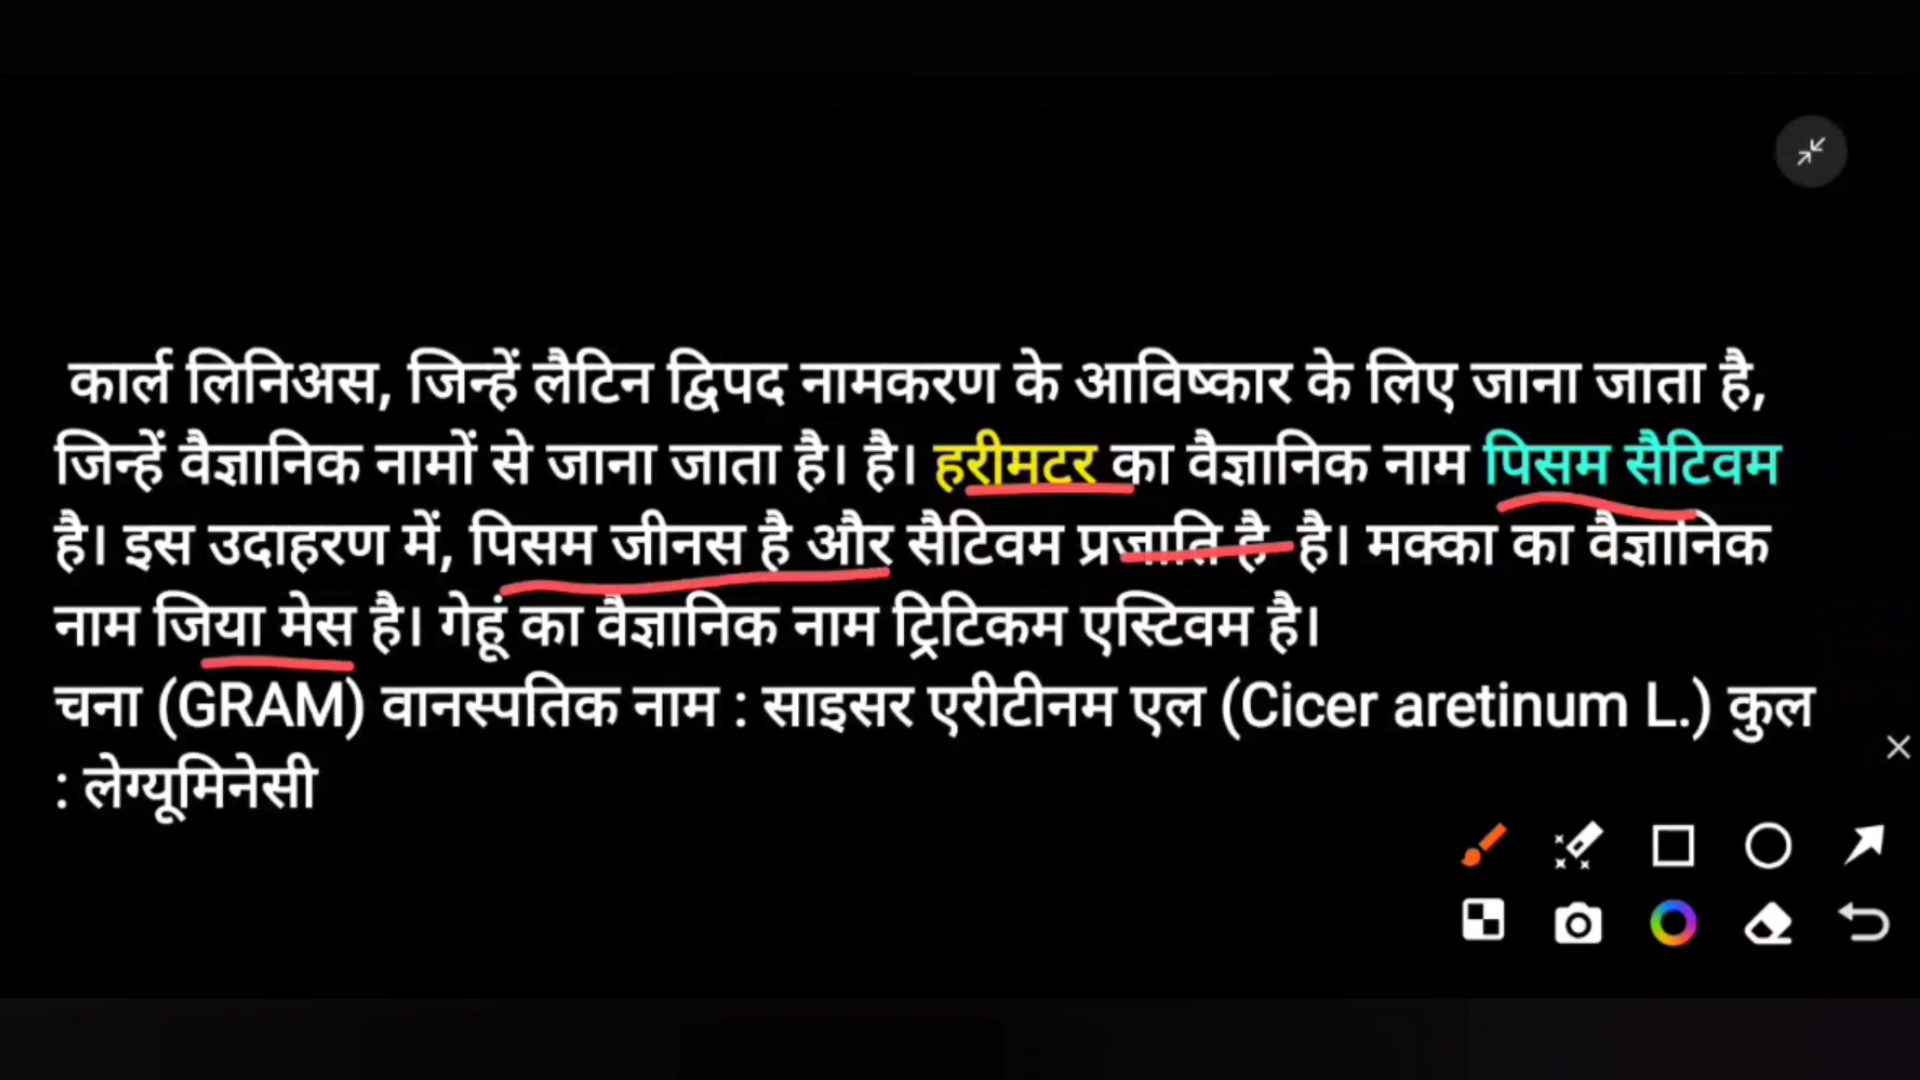 कार्ल लिनिअस, जिन्हें लैटिन द्विपद नामकरण के आविष्कार के लिए जाना जाता है,
जिन्हें वैज्ञानिक नामों से जाना जाता है। है। हरीमटर का वैज्ञानिक नाम पिसम सैटिवम
है। इस उदाहरण में, पिसम जीनस है और सैटिवम प्रजाति है है। मक्का का वैज्ञानिक
नाम जिया मेस है। गेहूं का वैज्ञानिक नाम ट्रिटिकम एस्टिवम है।
चना (GRAM) वानस्पतिक नाम : साइसर एरीटीनम एल (Cicer aretinum L.) कुल
: लेग्यूमिनेसी